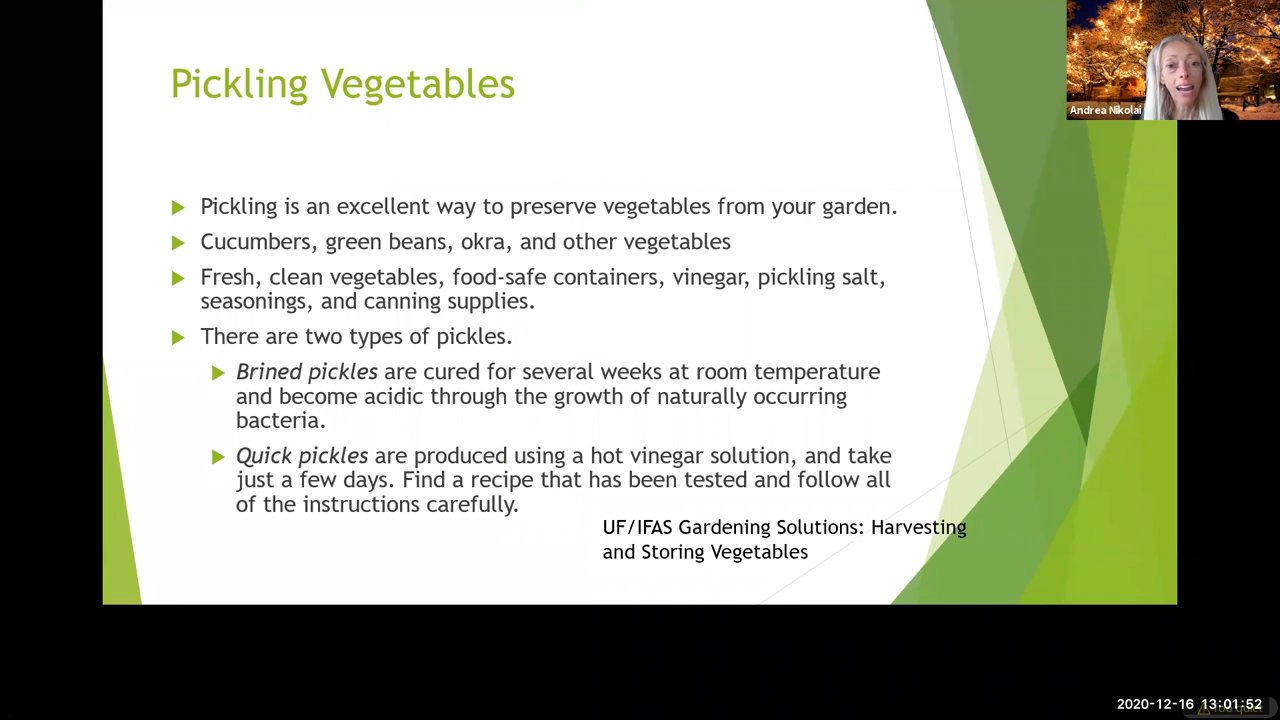 Pickling Vegetables
Andrea Nikolai
Pickling is an excellent way to preserve vegetables from your garden.
Cucumbers, green beans, okra, and other vegetables
Fresh, clean vegetables, food-safe containers, vinegar, pickling salt,
seasonings, and canning supplies.
There are two types of pickles.
Brined pickles are cured for several weeks at room temperature
and become acidic through the growth of naturally occurring
bacteria.
Quick pickles are produced using a hot vinegar solution, and take
just a few days. Find a recipe that has been tested and follow all
of the instructions carefully.
UF/IFAS Gardening Solutions: Harvesting
and Storing Vegetables
2020-12-16 13:01:52